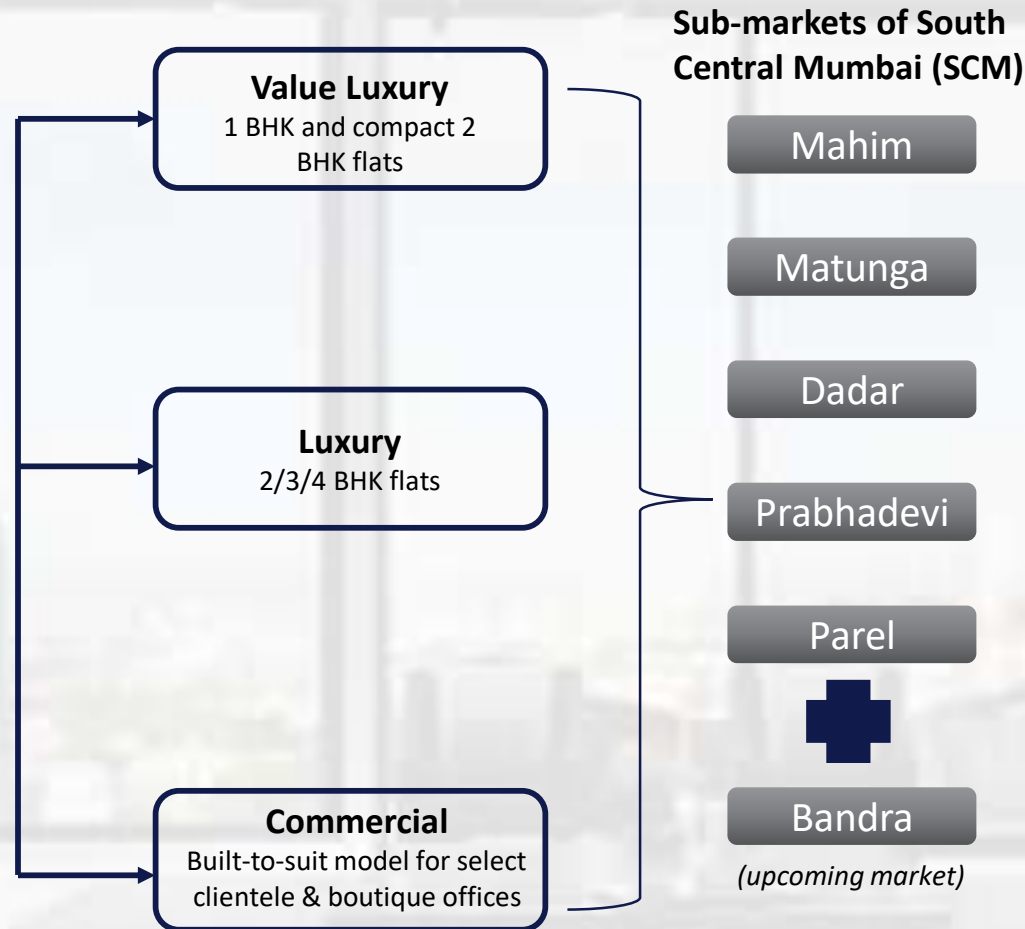 Value Luxury
1 BHK and compact 2
BHK flats
Luxury
2/3/4 BHK flats
Commercial
Built-to-suit model for select
clientele & boutique offices
Sub-markets of South
Central Mumbai (SCM)
Mahim
Matunga
Dadar
Prabhadevi
Parel
Bandra
(upcoming market)